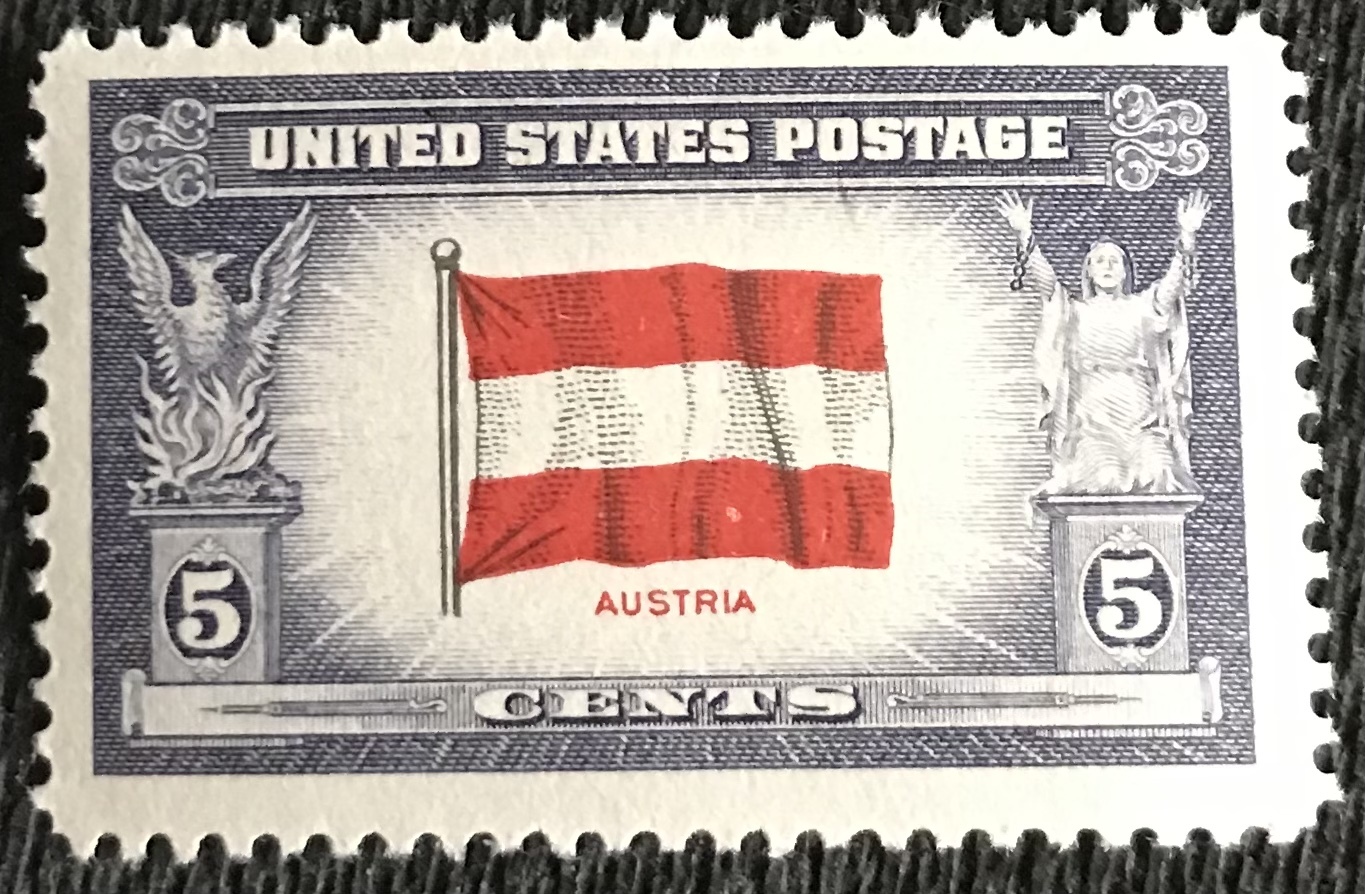 UNITED STATES POSTAGE
AUSTRIA
5 5
CENTS